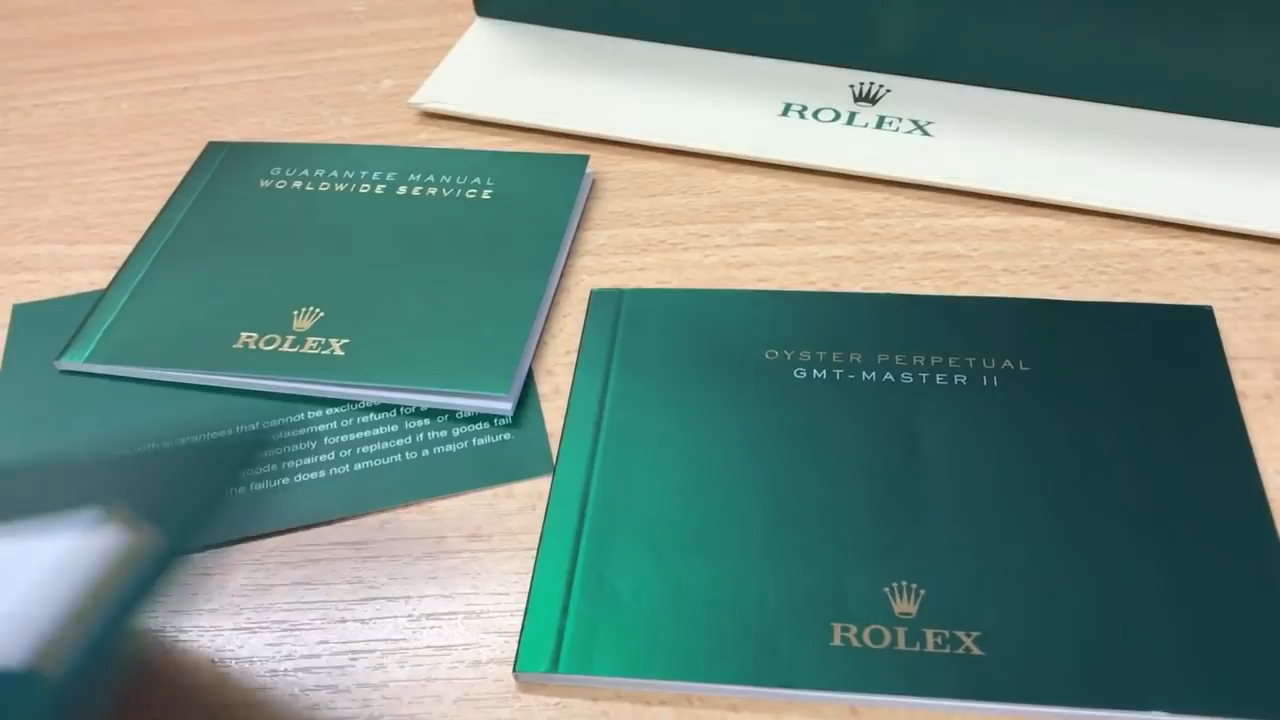 ROLEX
GUARANTEE MANUAL
WORLDWIDE SERVICE
ROLEX
guarantees that cannot be excluded
placement or refund for a
reasonably foreseeable loss or
goods repaired or replaced if the goods fail
the failure does not amount to a major failure.
OYSTER PERPETUAL
GMT-MASTER II
ROLEX